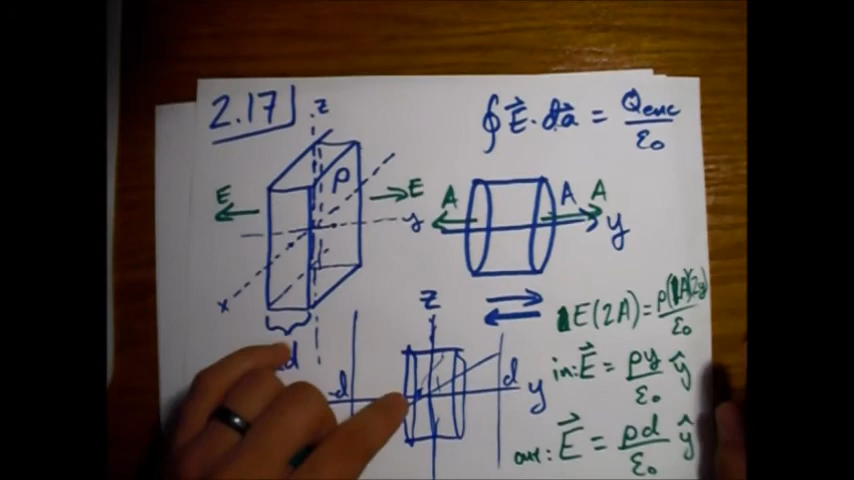 2.17
z
ρ
E
E
y
x
d
∮ E⃗ · da⃗ = Qenc / ε₀
A
A
A
y
z
-d
d
y
E(2A) = ρ(A)(2y) / ε₀
in: E⃗ = ρy / ε₀ ŷ
out: E⃗ = ρd / ε₀ ŷ